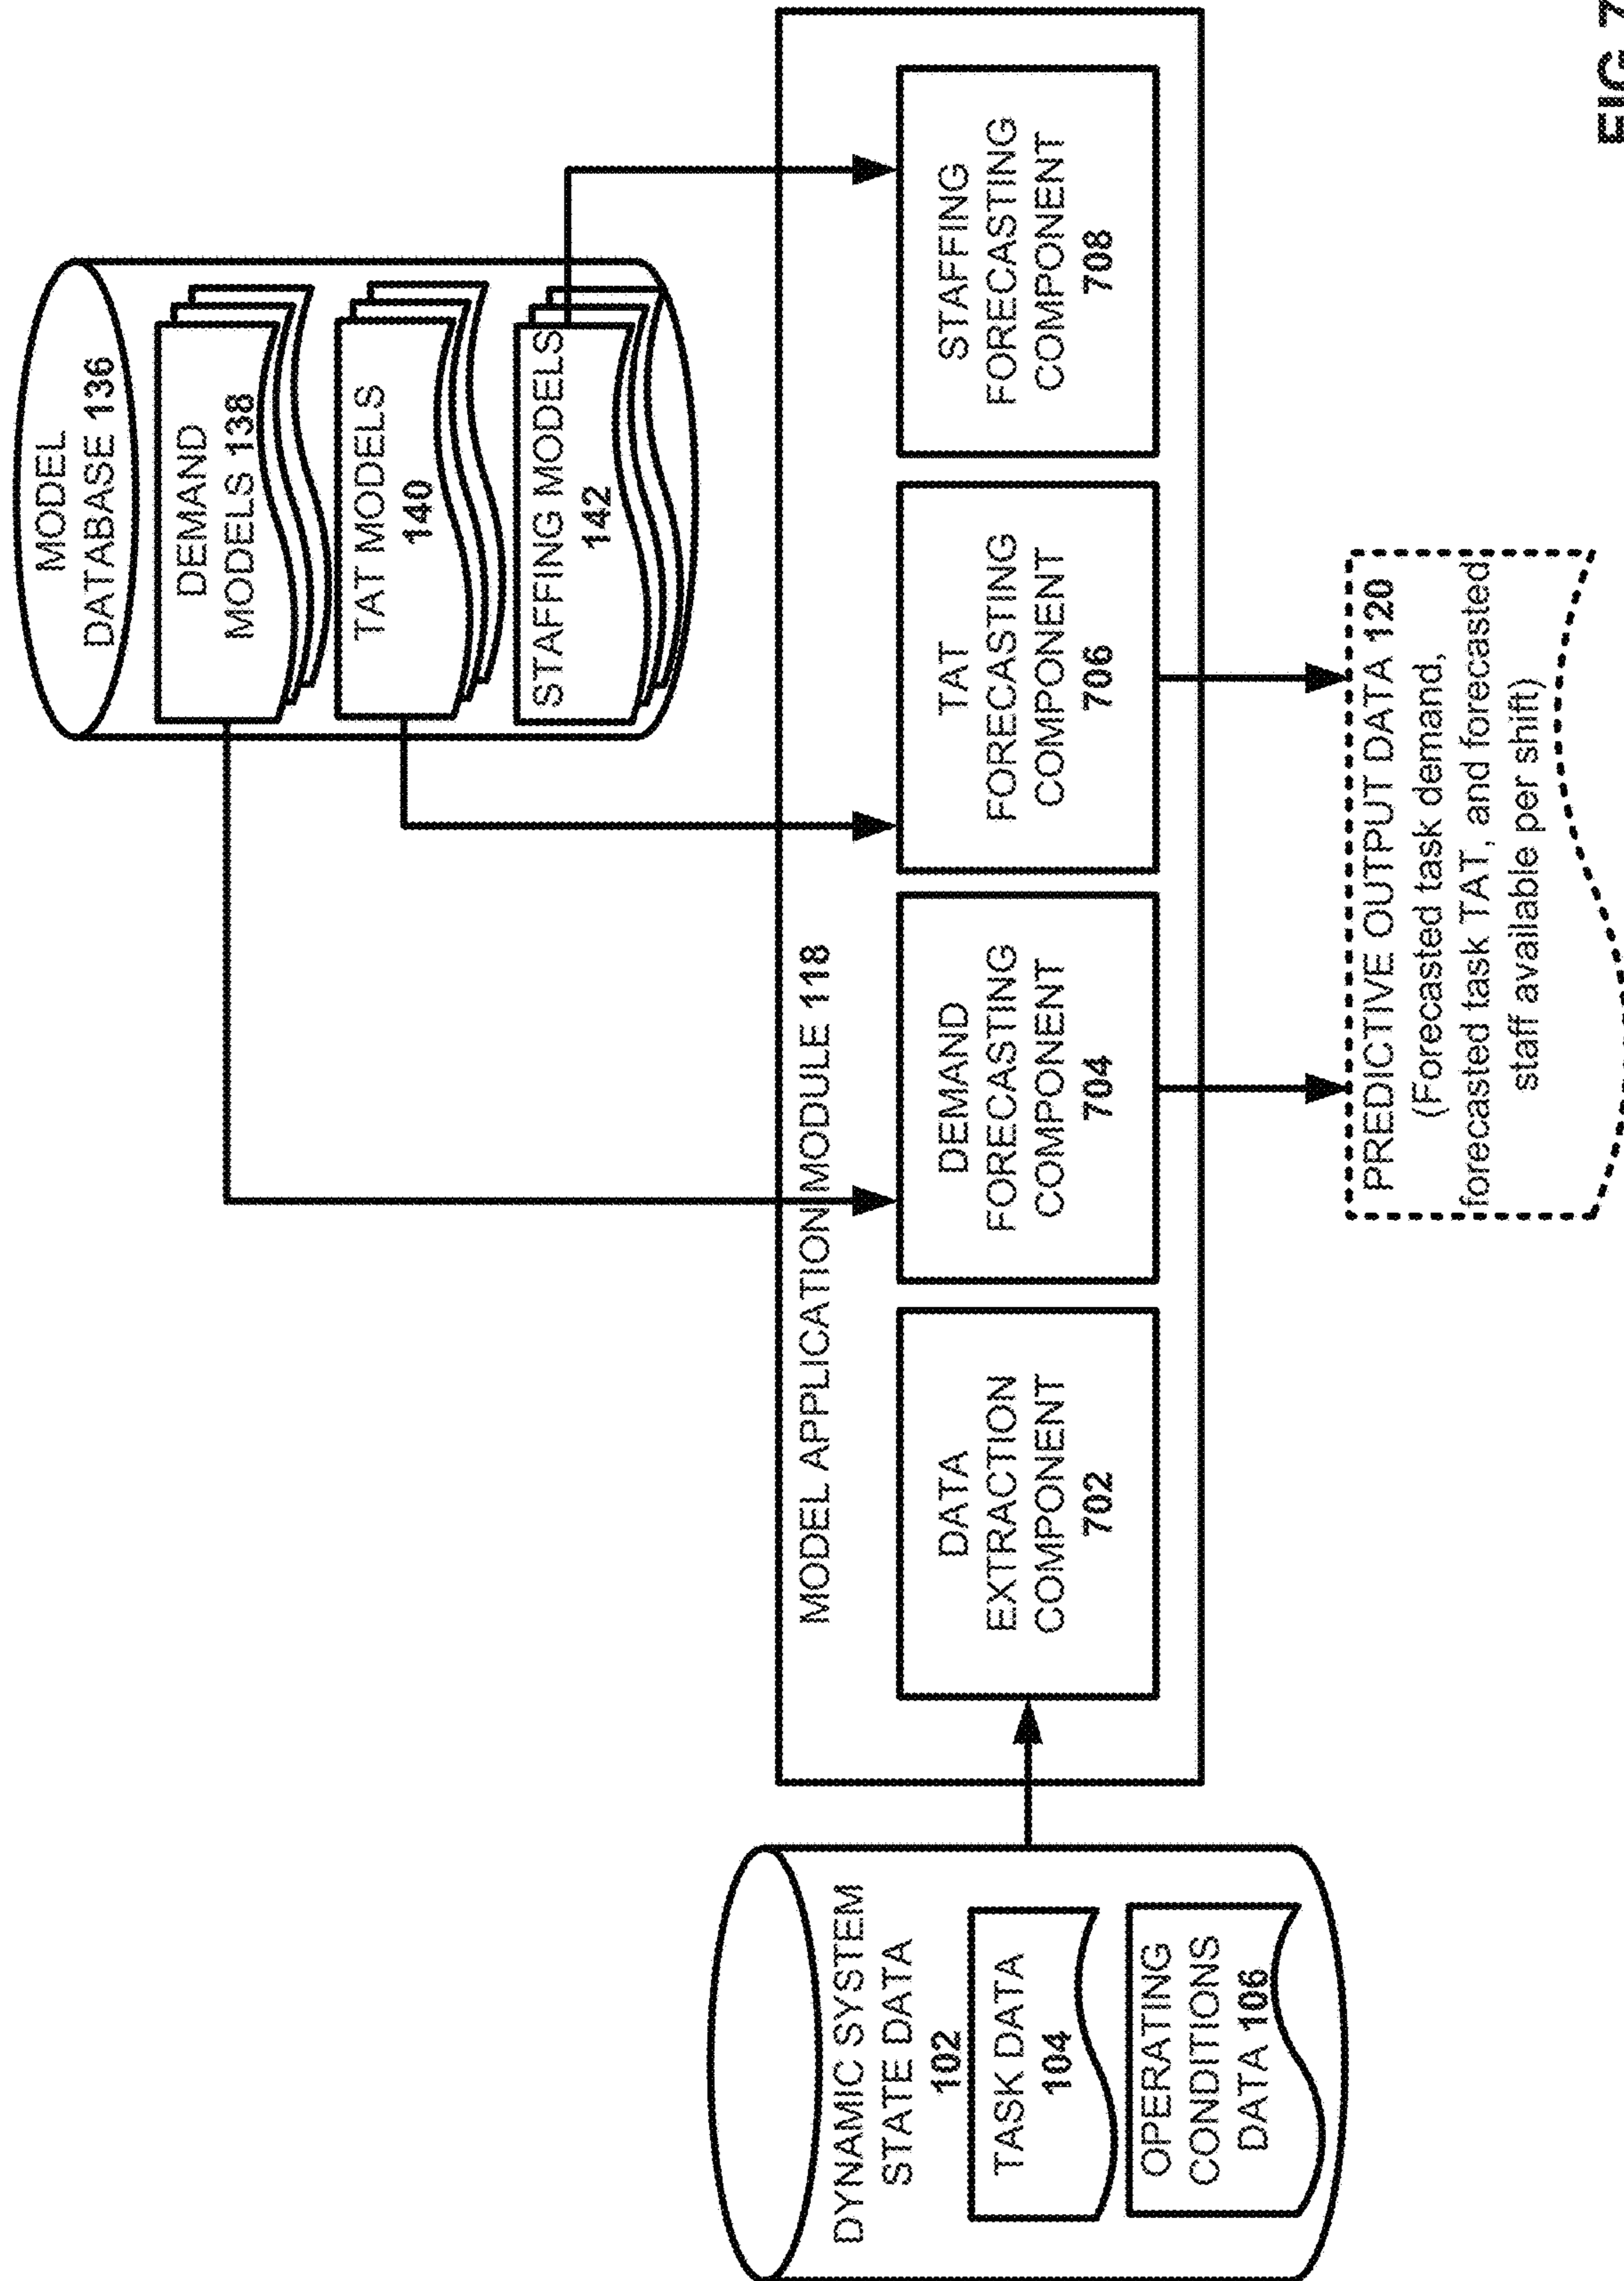 MODEL
DATABASE 136
DEMAND
MODELS 138
TAT MODELS
140
STAFFING MODELS
142
MODEL APPLICATION MODULE 118
DYNAMIC SYSTEM
STATE DATA
102
TASK DATA
104
OPERATING
CONDITIONS
DATA 106
DATA
EXTRACTION
COMPONENT
702
DEMAND
FORECASTING
COMPONENT
704
TAT
FORECASTING
COMPONENT
706
STAFFING
FORECASTING
COMPONENT
708
PREDICTIVE OUTPUT DATA 120
(Forecasted task demand,
forecasted task TAT, and forecasted
staff available per shift)
FIG. 7